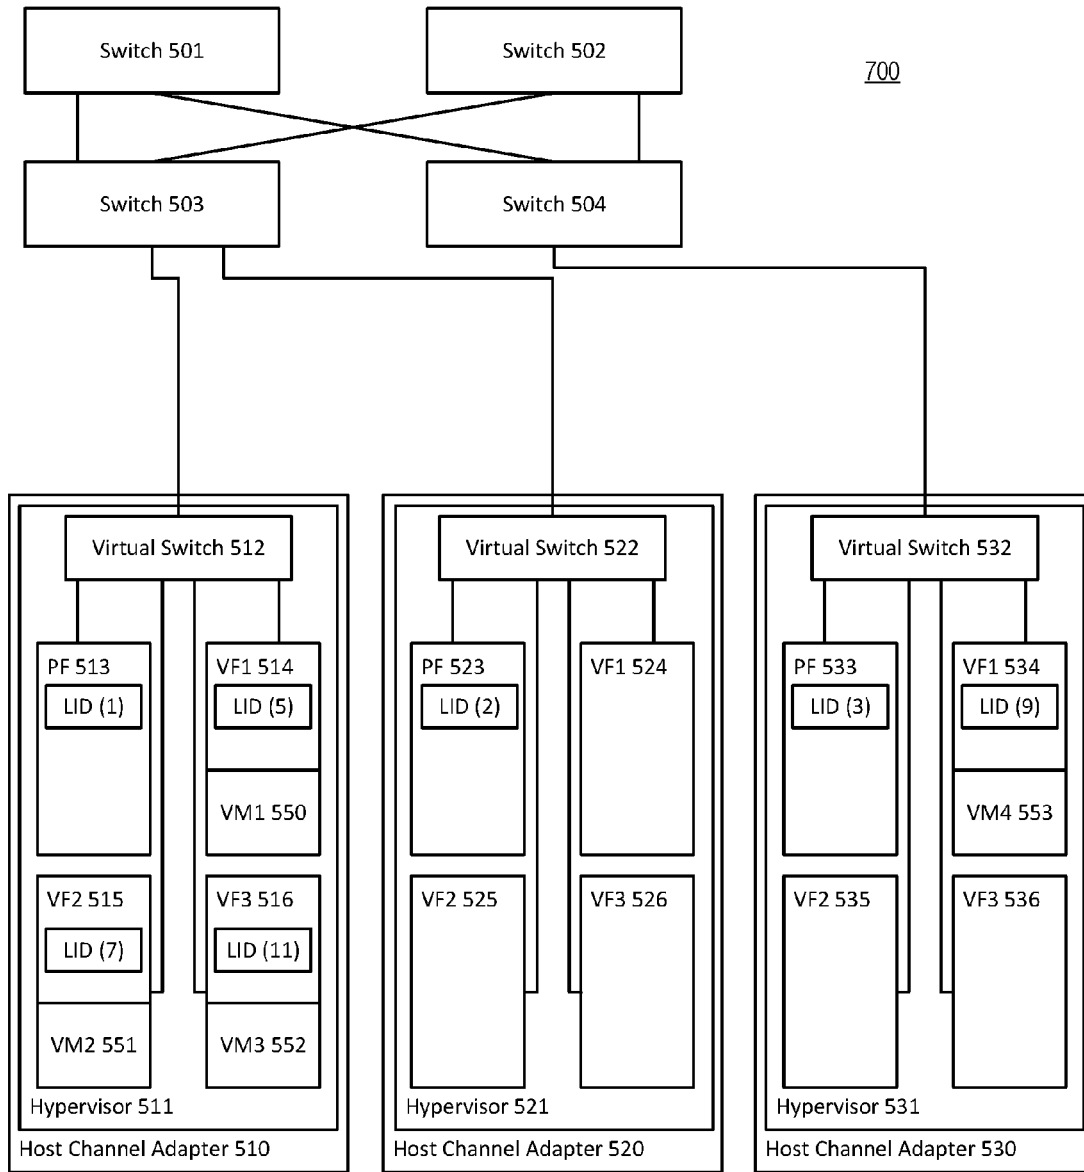 Switch 501
Switch 502
700
Switch 503
Switch 504
Virtual Switch 512
PF 513
LID (1)
VF1 514
LID (5)
VM1 550
VF2 515
LID (7)
VM2 551
VF3 516
LID (11)
VM3 552
Hypervisor 511
Host Channel Adapter 510
Virtual Switch 522
PF 523
LID (2)
VF1 524
VF2 525
VF3 526
Hypervisor 521
Host Channel Adapter 520
Virtual Switch 532
PF 533
LID (3)
VF1 534
LID (9)
VM4 553
VF2 535
VF3 536
Hypervisor 531
Host Channel Adapter 530